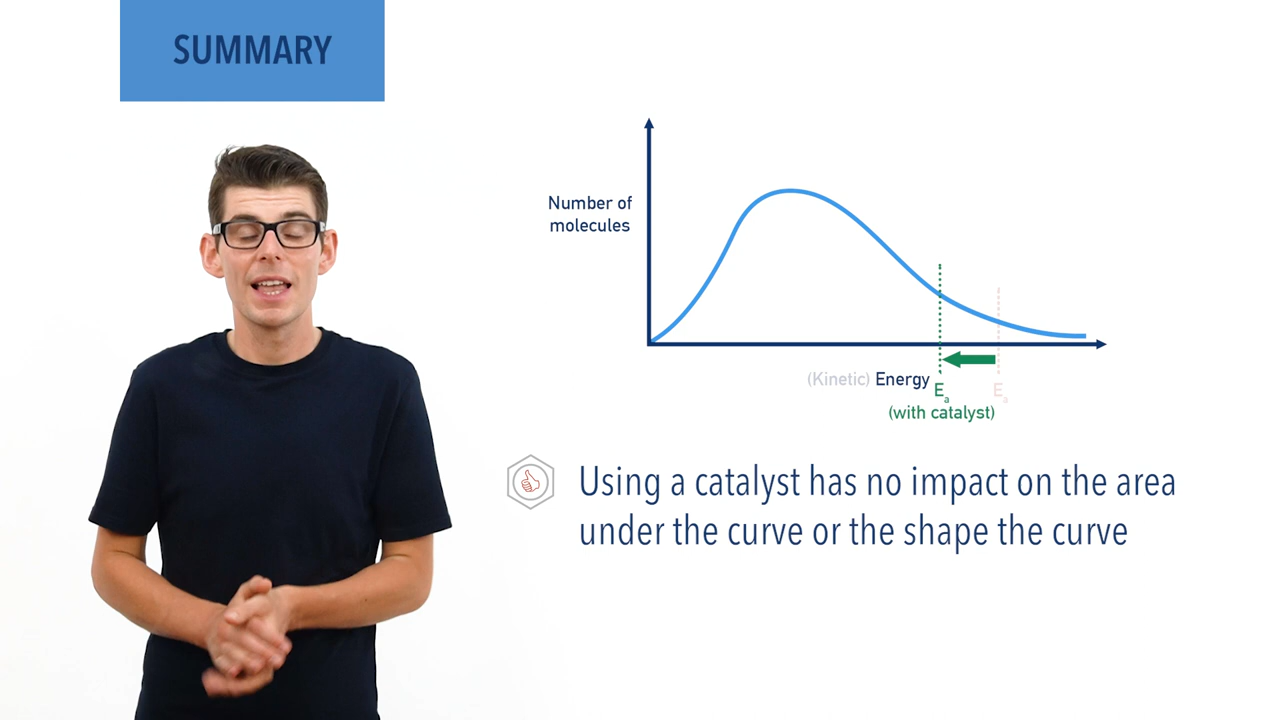 SUMMARY
Number of
molecules
(Kinetic) Energy
Ea
Ea
(with catalyst)
Using a catalyst has no impact on the area
under the curve or the shape the curve